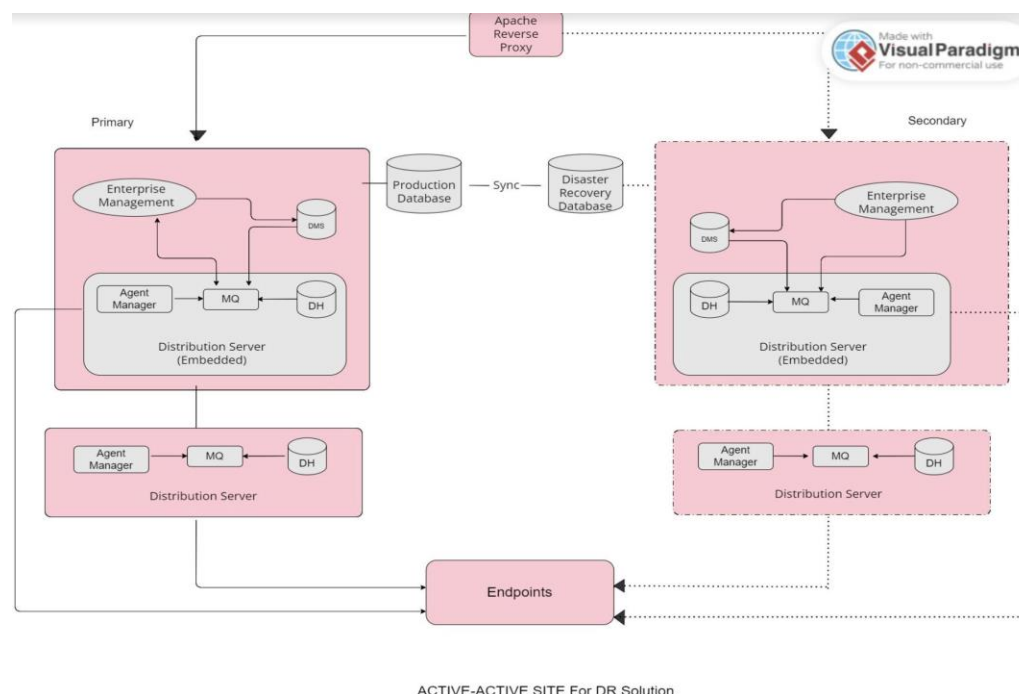 Apache
Reverse
Proxy
Made with
Visual Paradigm
For non-commercial use
Primary
Secondary
Enterprise
Management
DMS
Production
Database
Sync
Disaster
Recovery
Database
Enterprise
Management
DMS
Agent
Manager
MQ
DH
Distribution Server
(Embedded)
DH
MQ
Agent
Manager
Distribution Server
(Embedded)
Agent
Manager
MQ
DH
Distribution Server
Agent
Manager
MQ
DH
Distribution Server
Endpoints
ACTIVE-ACTIVE SITE For DR Solution